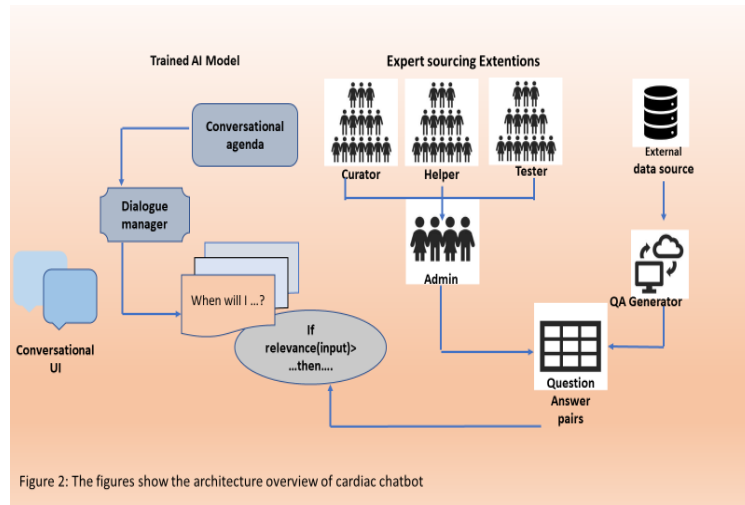 Trained AI Model
Expert sourcing Extentions
Conversational
agenda
Curator
Helper
Tester
External
data source
Dialogue
manager
Admin
QA Generator
When will I ...?
Conversational
UI
If
relevance(input)>
...then....
Question
Answer
pairs
Figure 2: The figures show the architecture overview of cardiac chatbot